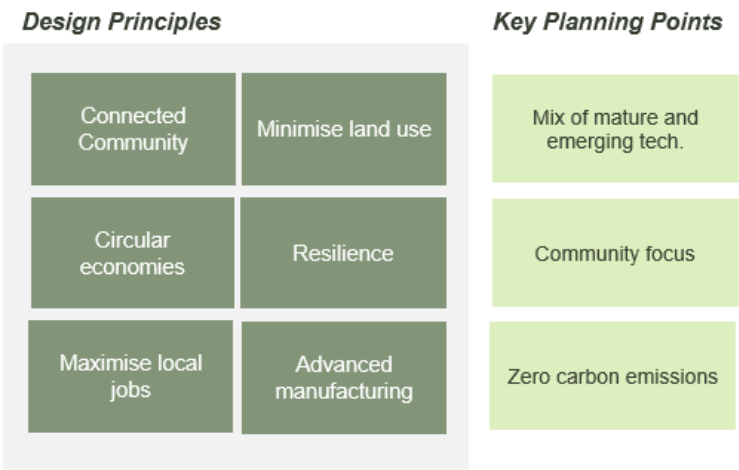 Design Principles
Key Planning Points
Connected
Community
Minimise land use
Mix of mature and
emerging tech.
Circular
economies
Resilience
Community focus
Maximise local
jobs
Advanced
manufacturing
Zero carbon emissions